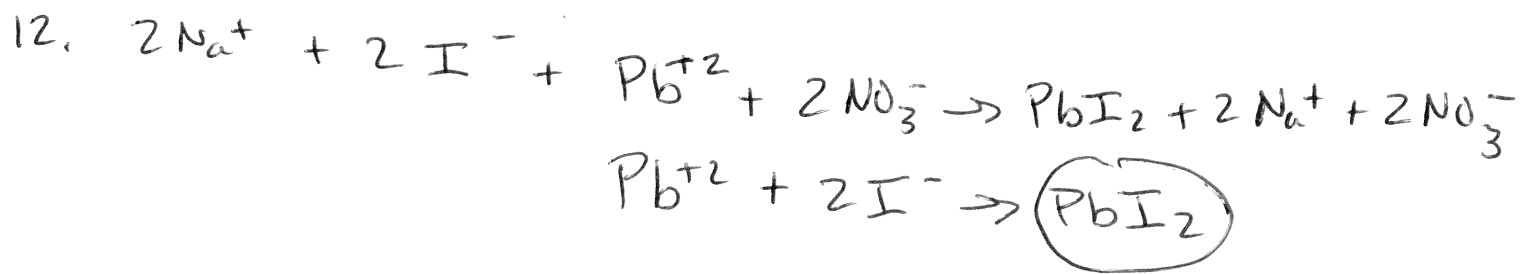 12. 2Na⁺ + 2I⁻ + Pb⁺² + 2NO₃⁻ → PbI₂ + 2Na⁺ + 2NO₃⁻
Pb⁺² + 2I⁻ → PbI₂